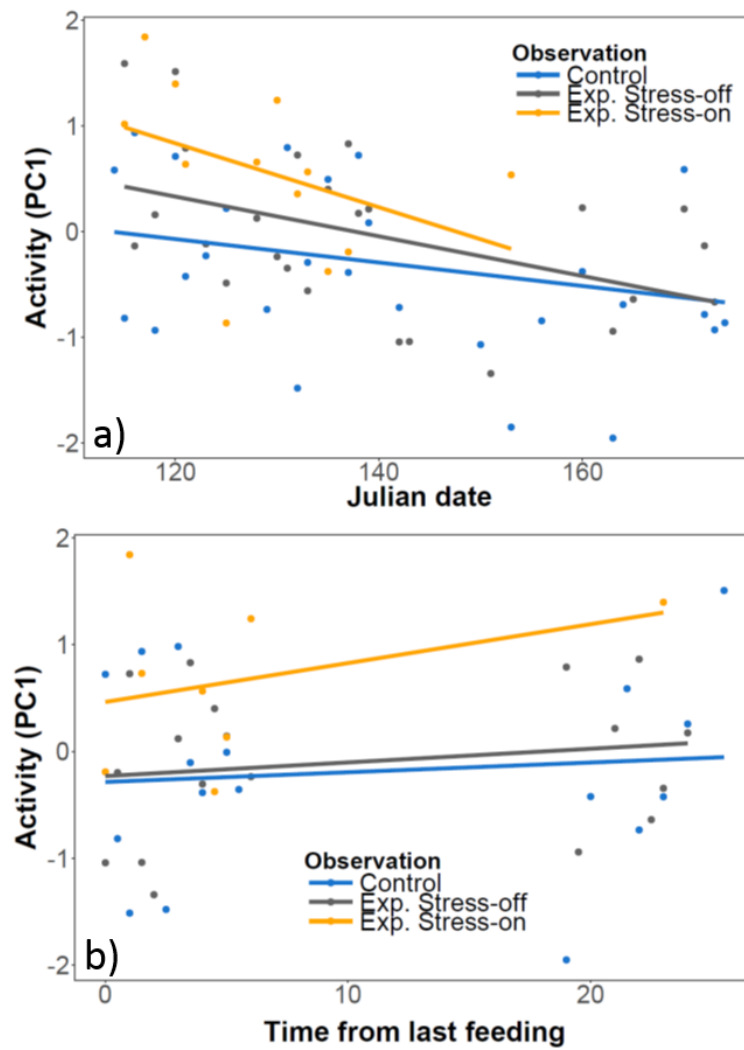 2
1
0
-1
-2
Activity (PC1)
Observation
Control
Exp. Stress-off
Exp. Stress-on
a)
120 140 160
Julian date
2
1
0
-1
-2
Activity (PC1)
Observation
Control
Exp. Stress-off
Exp. Stress-on
b)
0 10 20
Time from last feeding